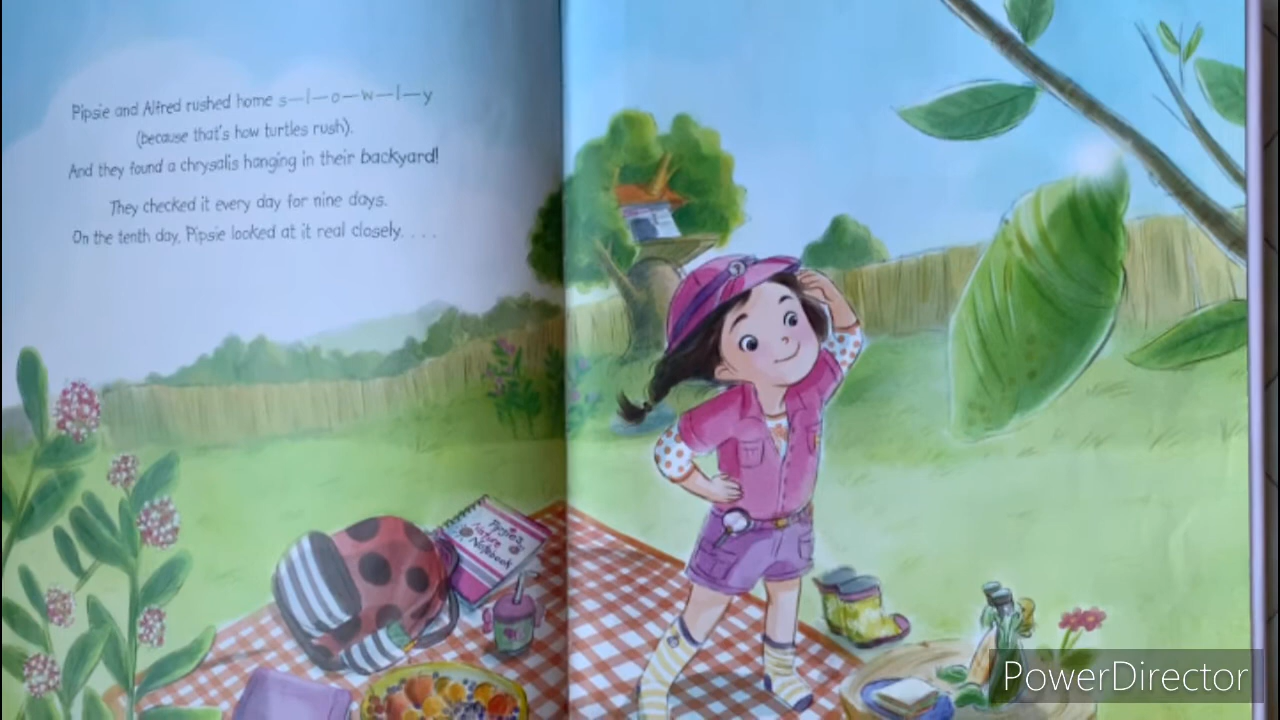 Pipsie and Alfred rushed home s—l—o—w—l—y
(because that's how turtles rush).
And they found a chrysalis hanging in their backyard!
They checked it every day for nine days.
On the tenth day, Pipsie looked at it real closely. . . .
Pipsie's
Nature
Notebook
PowerDirector